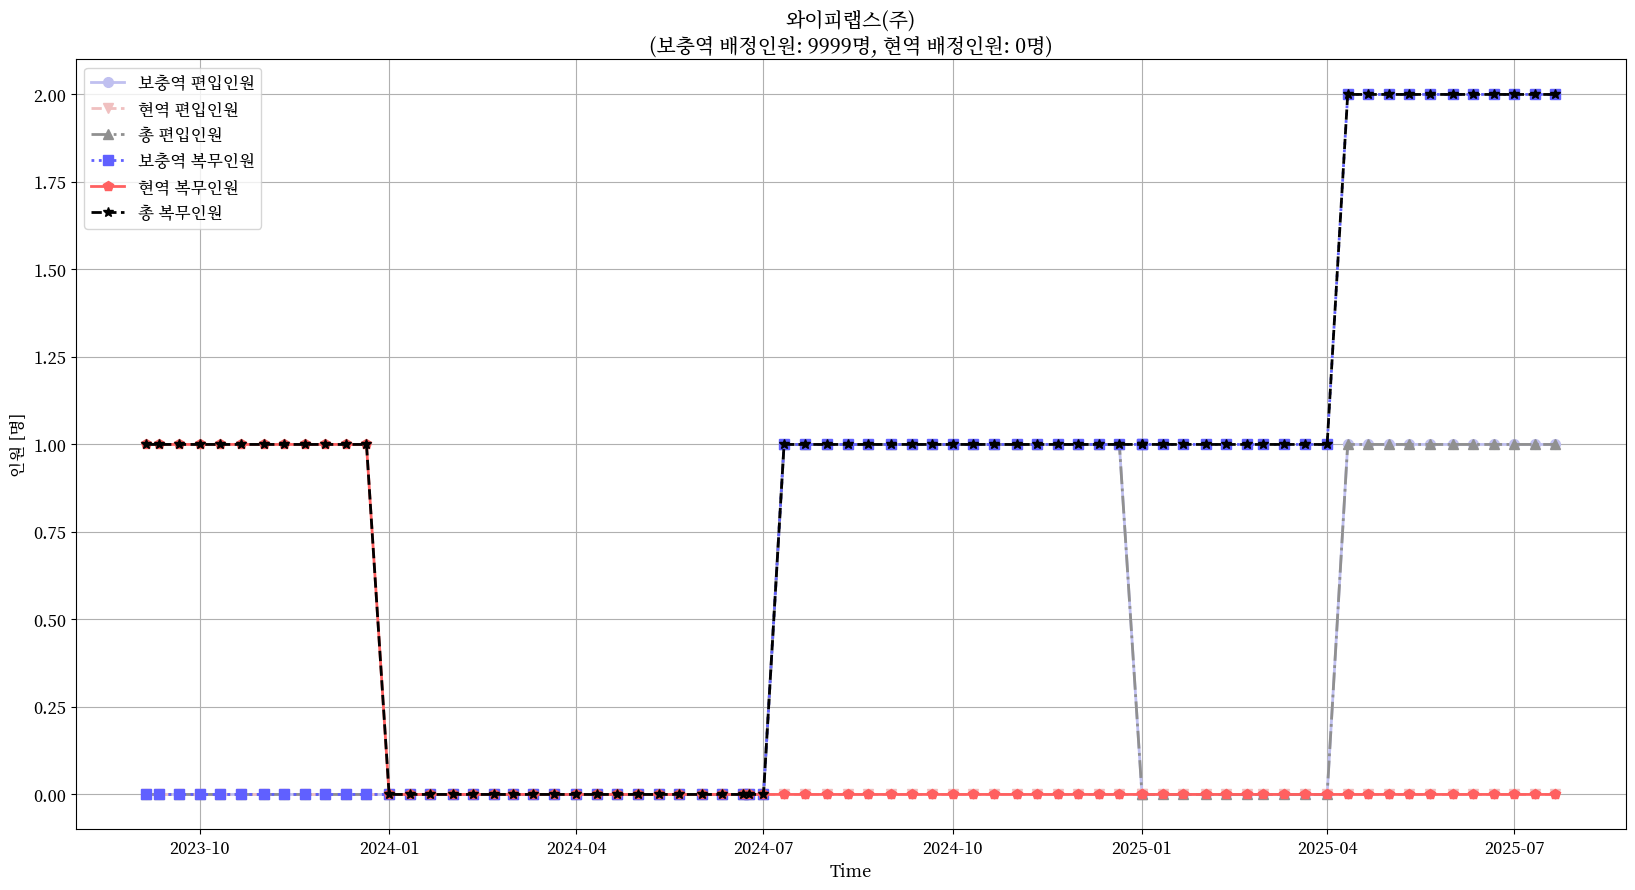 와이피랩스(주)
(보충역 배정인원: 9999명, 현역 배정인원: 0명)
보충역 편입인원
현역 편입인원
총 편입인원
보충역 복무인원
현역 복무인원
총 복무인원
인원 [명]
2.00
1.75
1.50
1.25
1.00
0.75
0.50
0.25
0.00
2023-10 2024-01 2024-04 2024-07 2024-10 2025-01 2025-04 2025-07
Time